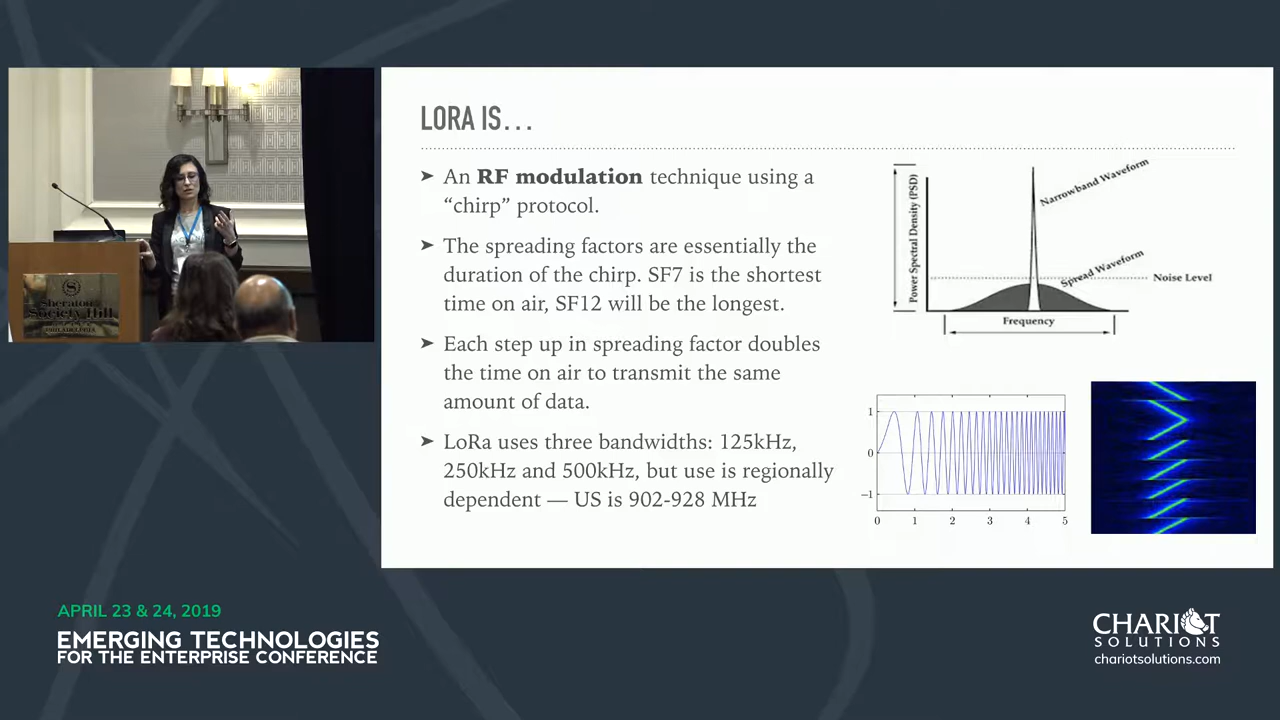 LORA IS...
➤ An RF modulation technique using a
“chirp” protocol.
➤ The spreading factors are essentially the
duration of the chirp. SF7 is the shortest
time on air, SF12 will be the longest.
➤ Each step up in spreading factor doubles
the time on air to transmit the same
amount of data.
➤ LoRa uses three bandwidths: 125kHz,
250kHz and 500kHz, but use is regionally
dependent — US is 902-928 MHz
Power Spectral Density (PSD)
Narrowband Waveform
Spread Waveform
Noise Level
Frequency
1
0
−1
0 1 2 3 4 5
S
Sheraton
Society Hill
APRIL 23 & 24, 2019
EMERGING TECHNOLOGIES
FOR THE ENTERPRISE CONFERENCE
CHARIOT
SOLUTIONS
chariotsolutions.com